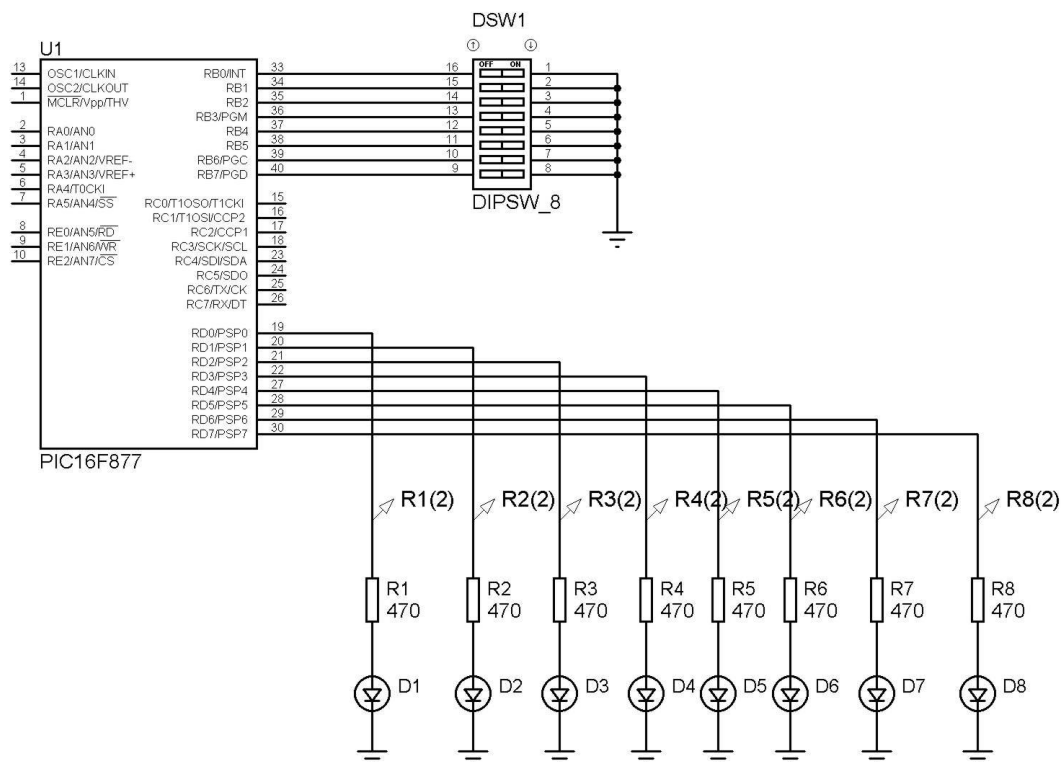 DSW1
U1
13 OSC1/CLKIN RB0/INT 33 16 OFF ON 1
14 OSC2/CLKOUT RB1 34 15 2
1 MCLR/Vpp/THV RB2 35 14 3
RB3/PGM 36 13 4
2 RA0/AN0 RB4 37 12 5
3 RA1/AN1 RB5 38 11 6
4 RA2/AN2/VREF- RB6/PGC 39 10 7
5 RA3/AN3/VREF+ RB7/PGD 40 9 8
6 RA4/T0CKI
7 RA5/AN4/SS RC0/T1OSO/T1CKI 15 DIPSW_8
RC1/T1OSI/CCP2 16
8 RE0/AN5/RD RC2/CCP1 17
9 RE1/AN6/WR RC3/SCK/SCL 18
10 RE2/AN7/CS RC4/SDI/SDA 23
RC5/SDO 24
RC6/TX/CK 25
RC7/RX/DT 26
RD0/PSP0 19
RD1/PSP1 20
RD2/PSP2 21
RD3/PSP3 22
RD4/PSP4 27
RD5/PSP5 28
RD6/PSP6 29
RD7/PSP7 30
PIC16F877
R1(2) R2(2) R3(2) R4(2) R5(2) R6(2) R7(2) R8(2)
R1 R2 R3 R4 R5 R6 R7 R8
470 470 470 470 470 470 470 470
D1 D2 D3 D4 D5 D6 D7 D8